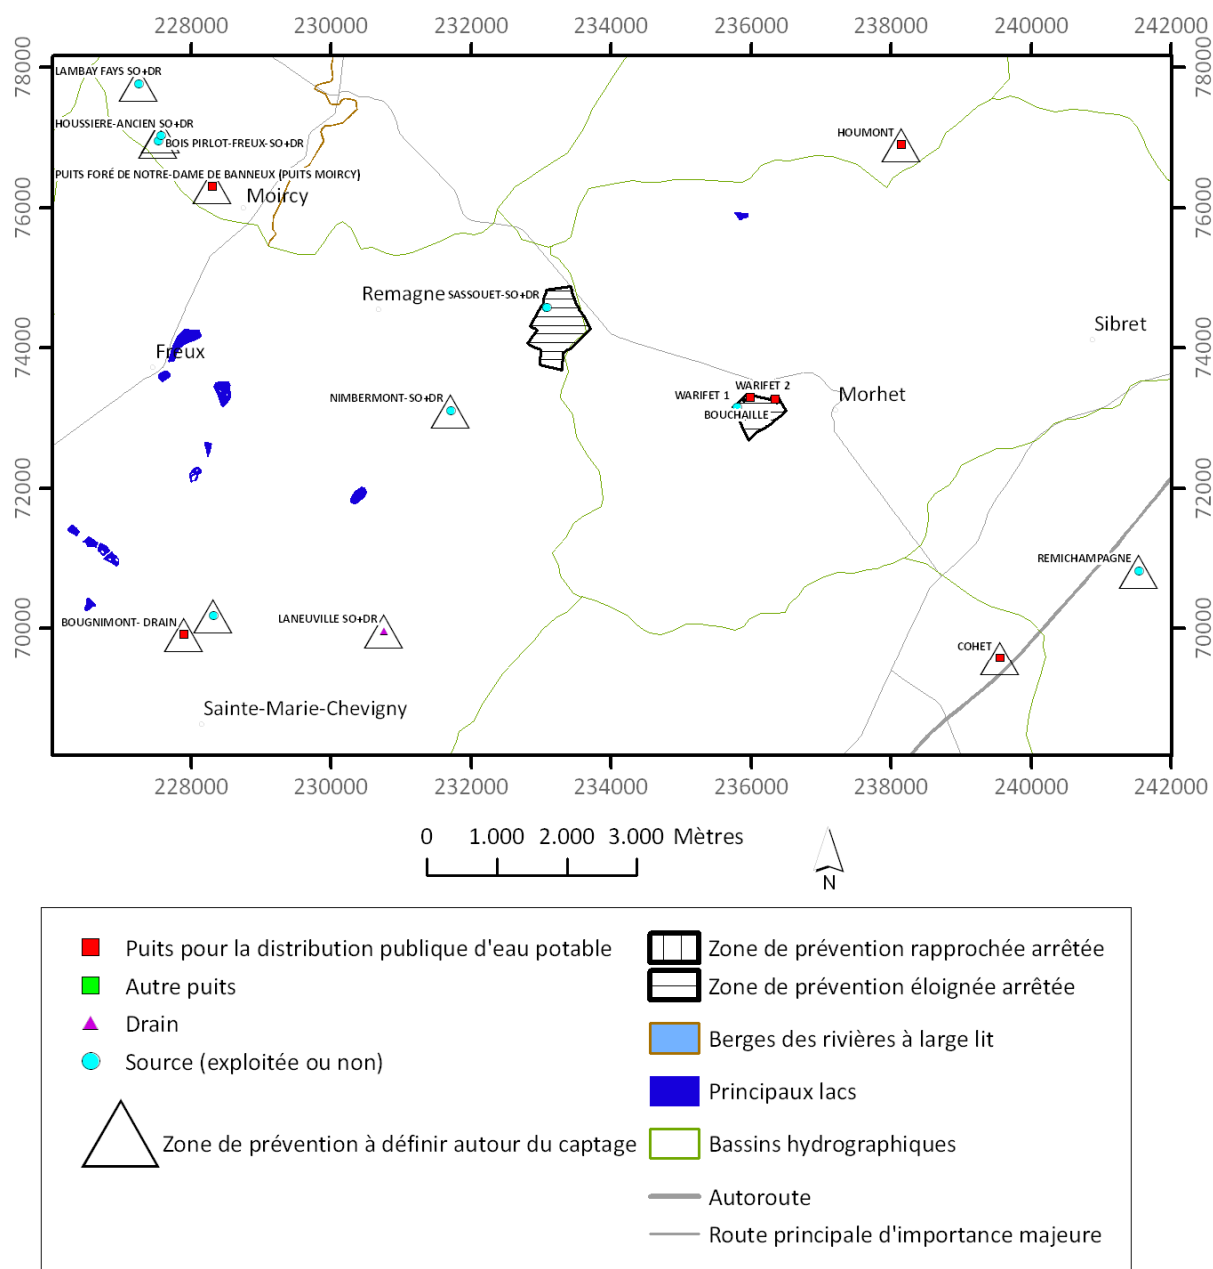 228000 230000 232000 234000 236000 238000 240000 242000
78000
78000
LAMBAY FAYS SO+DR
HOUSSIERE-ANCIEN SO+DR
BOIS PIRLOT-FREUX-SO+DR
HOUMONT
PUITS FORÉ DE NOTRE-DAME DE BANNEUX (PUITS MOIRCY)
Moircy
76000
76000
Remagne
SASSOUET-SO+DR
Sibret
74000
74000
Freux
NIMBERMONT-SO+DR
WARIFET 1
WARIFET 2
BOUCHAILLE
Morhet
72000
72000
REMICHAMPAGNE
BOUGNIMONT- DRAIN
LANEUVILLE SO+DR
70000
70000
COHET
Sainte-Marie-Chevigny
228000 230000 232000 234000 236000 238000 240000 242000
0 1.000 2.000 3.000 Mètres
N
Puits pour la distribution publique d'eau potable
Autre puits
Drain
Source (exploitée ou non)
Zone de prévention à définir autour du captage
Zone de prévention rapprochée arrêtée
Zone de prévention éloignée arrêtée
Berges des rivières à large lit
Principaux lacs
Bassins hydrographiques
Autoroute
Route principale d'importance majeure